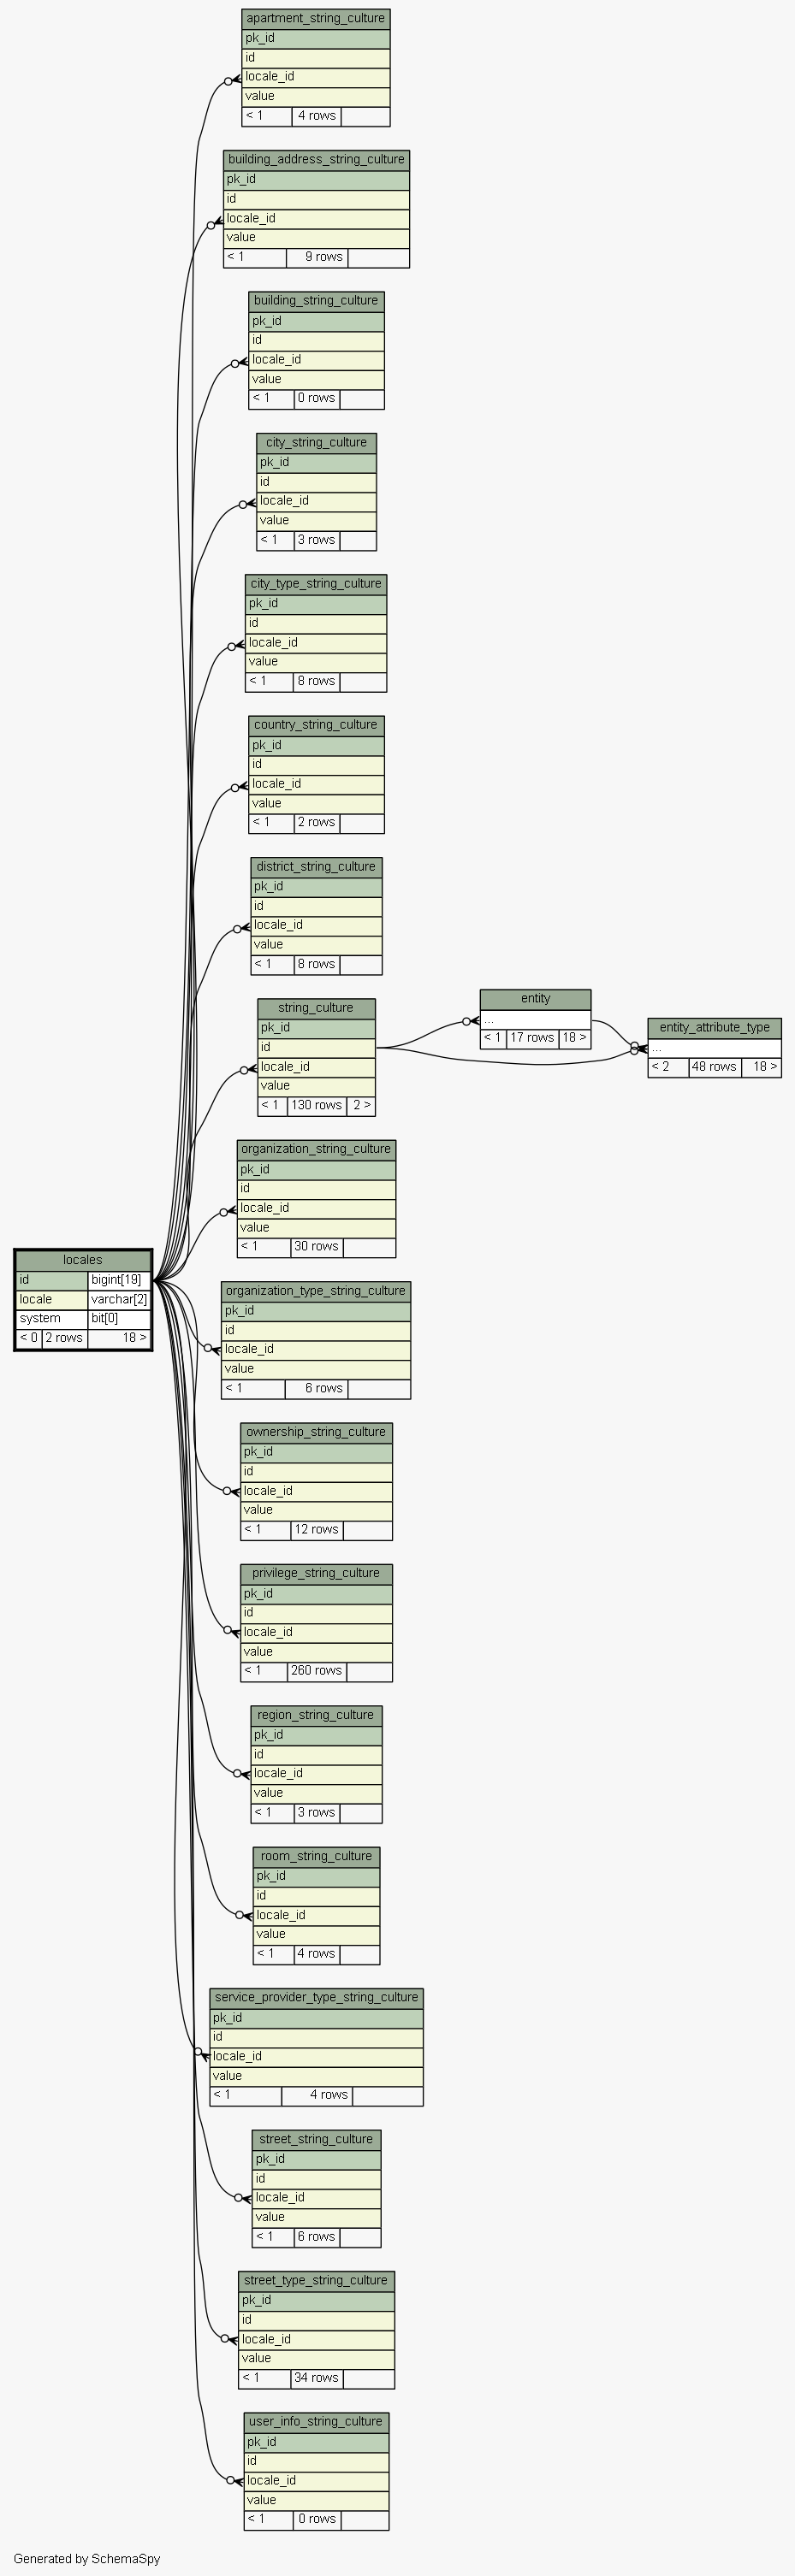 apartment_string_culture
pk_id
id
locale_id
value
< 1 4 rows
building_address_string_culture
pk_id
id
locale_id
value
< 1 9 rows
building_string_culture
pk_id
id
locale_id
value
< 1 0 rows
city_string_culture
pk_id
id
locale_id
value
< 1 3 rows
city_type_string_culture
pk_id
id
locale_id
value
< 1 8 rows
country_string_culture
pk_id
id
locale_id
value
< 1 2 rows
district_string_culture
pk_id
id
locale_id
value
< 1 8 rows
string_culture
pk_id
id
locale_id
value
< 1 130 rows 2 >
entity
...
< 1 17 rows 18 >
entity_attribute_type
...
< 2 48 rows 18 >
organization_string_culture
pk_id
id
locale_id
value
< 1 30 rows
locales
id bigint[19]
locale varchar[2]
system bit[0]
< 0 2 rows 18 >
organization_type_string_culture
pk_id
id
locale_id
value
< 1 6 rows
ownership_string_culture
pk_id
id
locale_id
value
< 1 12 rows
privilege_string_culture
pk_id
id
locale_id
value
< 1 260 rows
region_string_culture
pk_id
id
locale_id
value
< 1 3 rows
room_string_culture
pk_id
id
locale_id
value
< 1 4 rows
service_provider_type_string_culture
pk_id
id
locale_id
value
< 1 4 rows
street_string_culture
pk_id
id
locale_id
value
< 1 6 rows
street_type_string_culture
pk_id
id
locale_id
value
< 1 34 rows
user_info_string_culture
pk_id
id
locale_id
value
< 1 0 rows
Generated by SchemaSpy